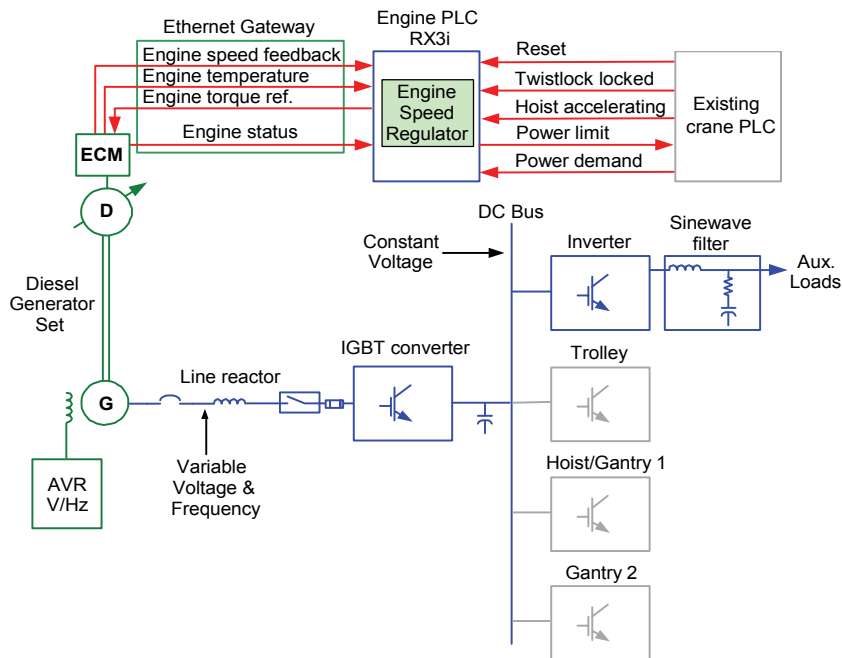 Ethernet Gateway
Engine PLC
RX3i
Engine speed feedback
Engine temperature
Engine torque ref.
Engine status
Engine
Speed
Regulator
Reset
Twistlock locked
Hoist accelerating
Power limit
Power demand
Existing
crane PLC
ECM
D
Diesel
Generator
Set
G
AVR
V/Hz
Line reactor
Variable
Voltage &
Frequency
IGBT converter
Constant
Voltage
DC Bus
Inverter
Sinewave
filter
Aux.
Loads
Trolley
Hoist/Gantry 1
Gantry 2